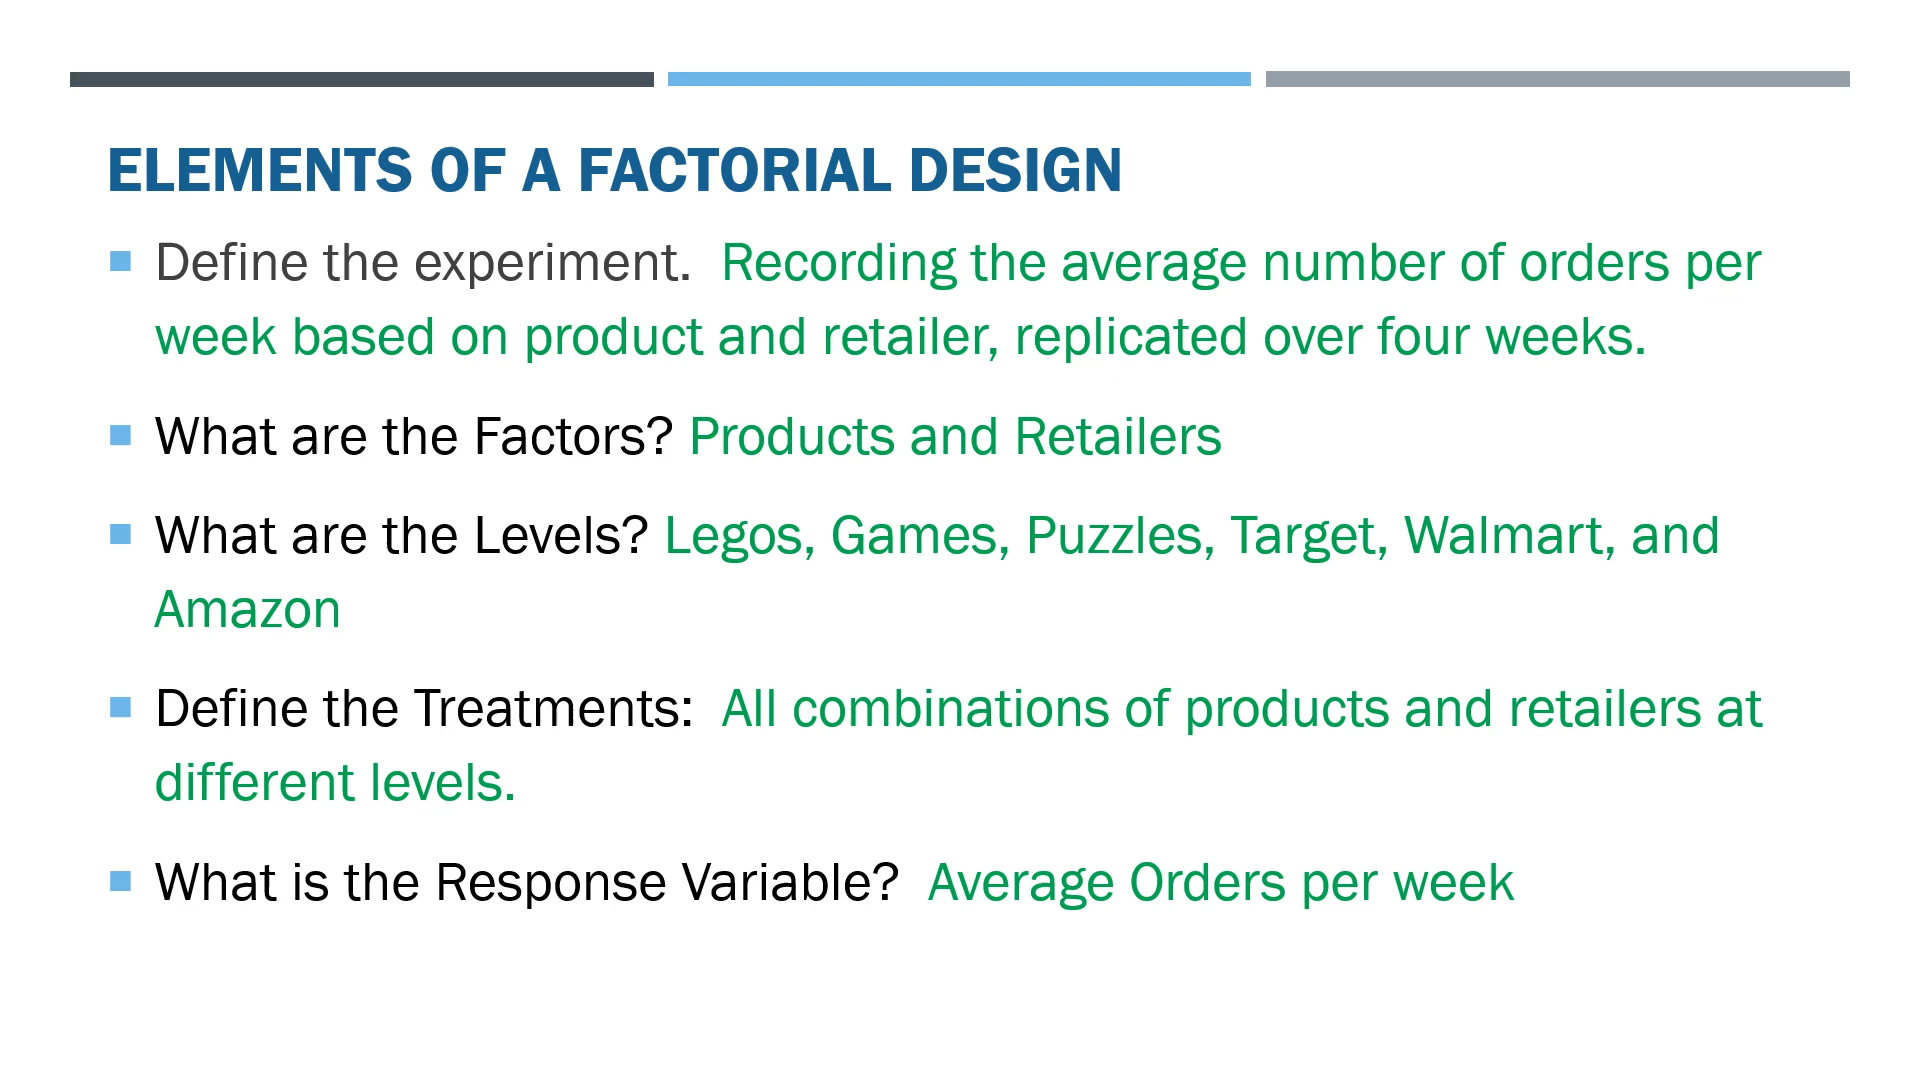 ELEMENTS OF A FACTORIAL DESIGN
Define the experiment.  Recording the average number of orders per
week based on product and retailer, replicated over four weeks.
What are the Factors? Products and Retailers
What are the Levels? Legos, Games, Puzzles, Target, Walmart, and
Amazon
Define the Treatments:  All combinations of products and retailers at
different levels.
What is the Response Variable?  Average Orders per week